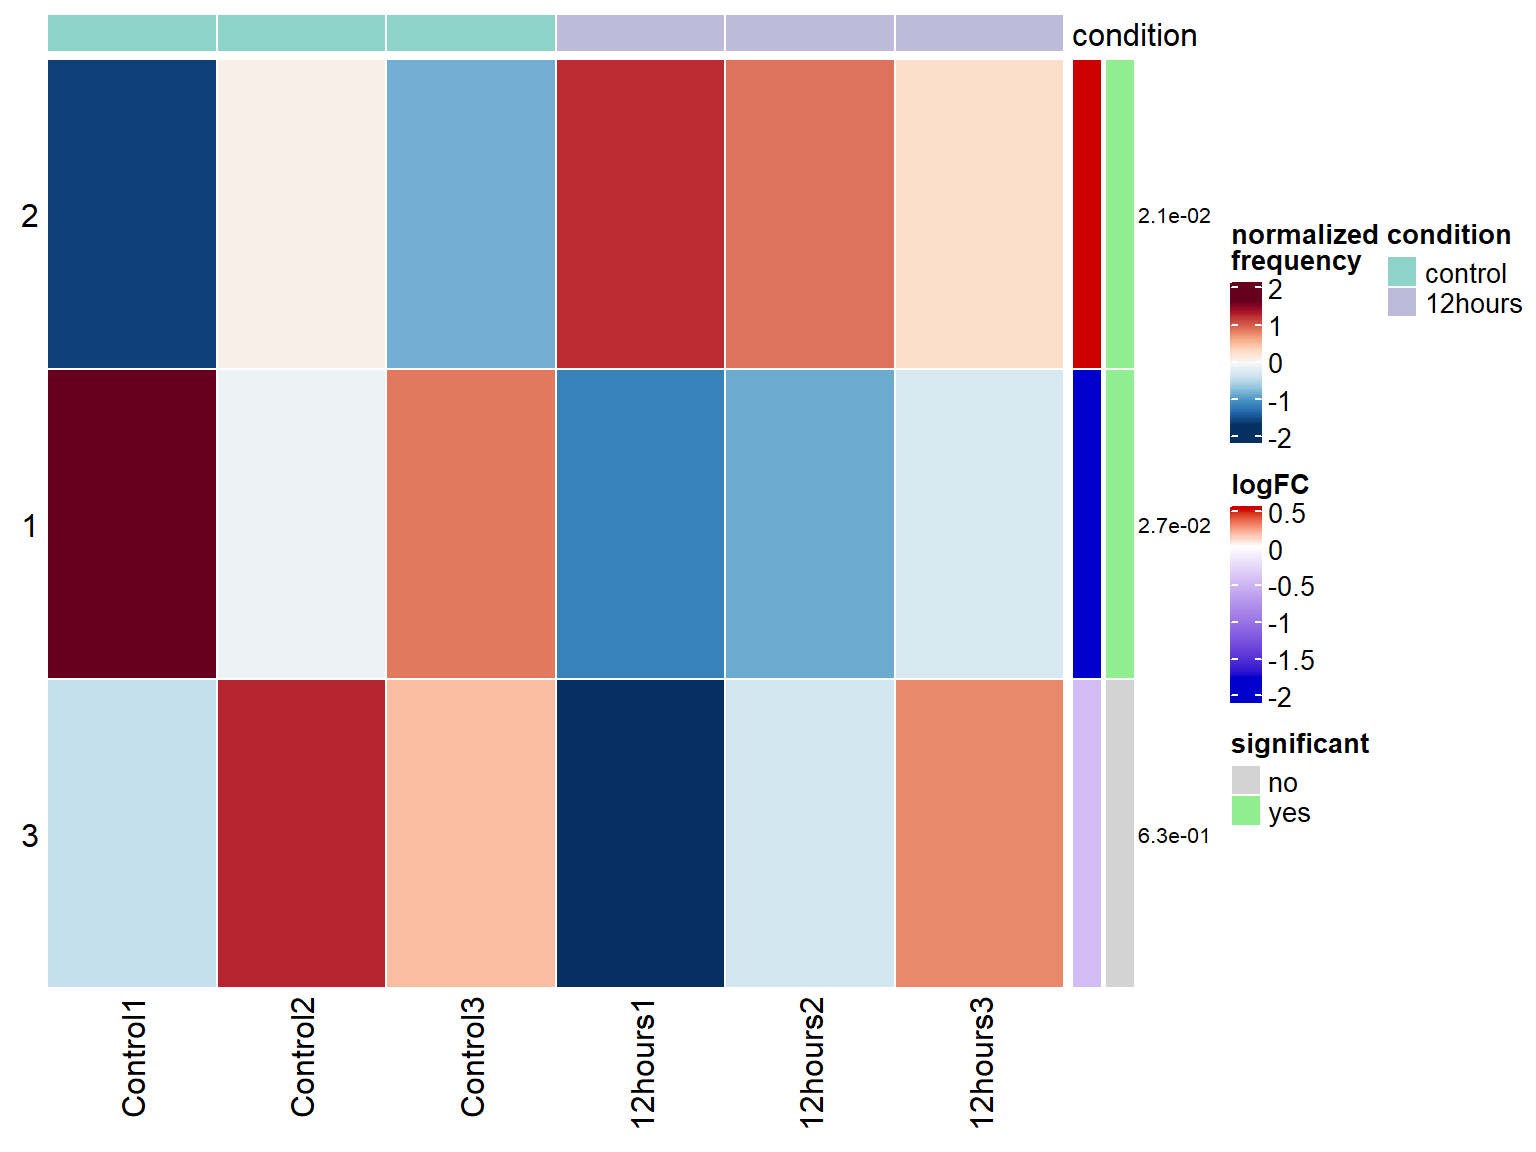 condition
2
2.1e-02
1
2.7e-02
3
6.3e-01
Control1
Control2
Control3
12hours1
12hours2
12hours3
normalized
frequency
2
1
0
-1
-2
condition
control
12hours
logFC
0.5
0
-0.5
-1
-1.5
-2
significant
no
yes